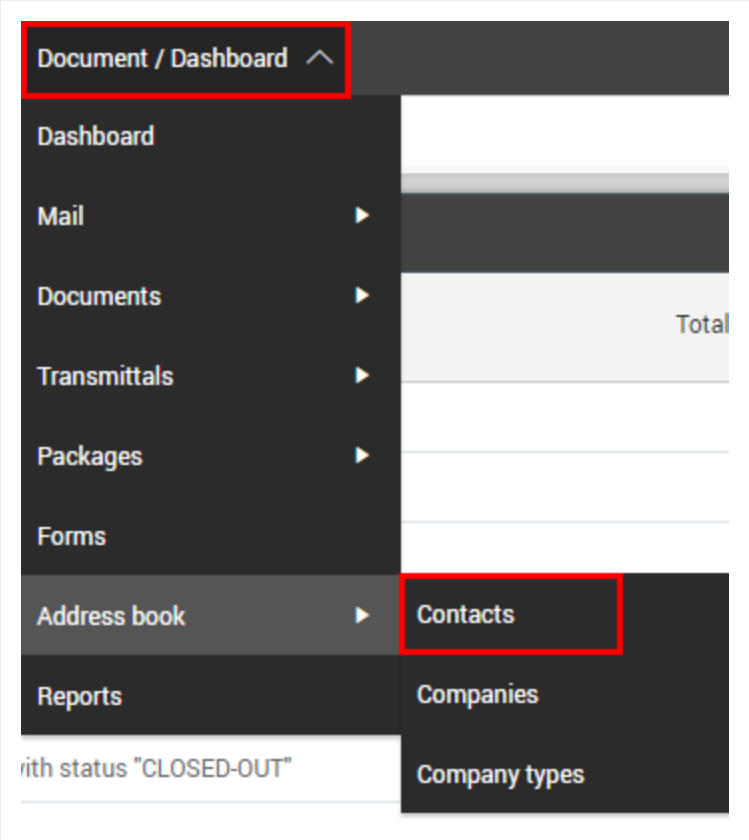 Document / Dashboard
Dashboard
Mail
Documents
Total
Transmittals
Packages
Forms
Address book
Contacts
Reports
Companies
with status "CLOSED-OUT"
Company types